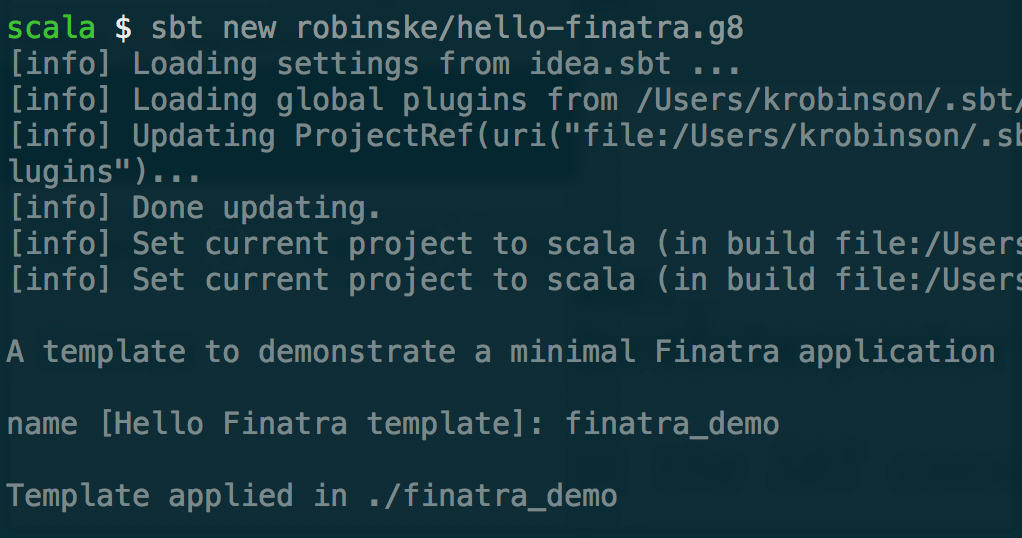 scala $ sbt new robinske/hello-finatra.g8
[info] Loading settings from idea.sbt ...
[info] Loading global plugins from /Users/krobinson/.sbt/
[info] Updating ProjectRef(uri("file:/Users/krobinson/.sb
lugins")...
[info] Done updating.
[info] Set current project to scala (in build file:/Users
[info] Set current project to scala (in build file:/Users
A template to demonstrate a minimal Finatra application
name [Hello Finatra template]: finatra_demo
Template applied in ./finatra_demo